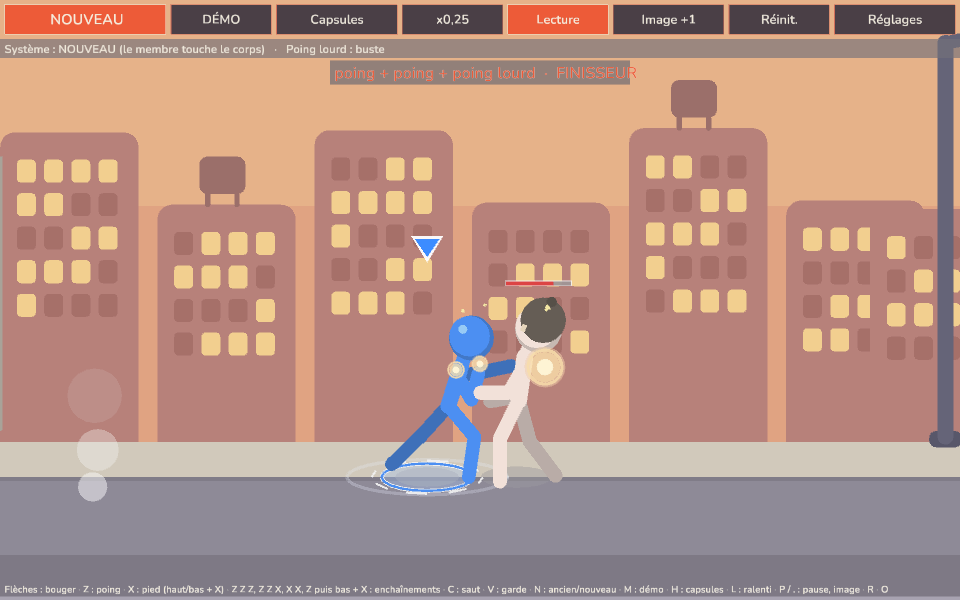 NOUVEAU DÉMO Capsules x0,25 Lecture Image +1 Réinit. Réglages
Système : NOUVEAU (le membre touche le corps) · Poing lourd : buste
poing + poing + poing lourd · FINISSEUR
Flèches : bouger · Z : poing · X : pied (haut/bas + X) · Z Z Z, Z Z X, X X, Z puis bas + X : enchaînements · C : saut · V : garde · N : ancien/nouveau · M : démo · H : capsules · L : ralenti · P / . : pause, image · R · O